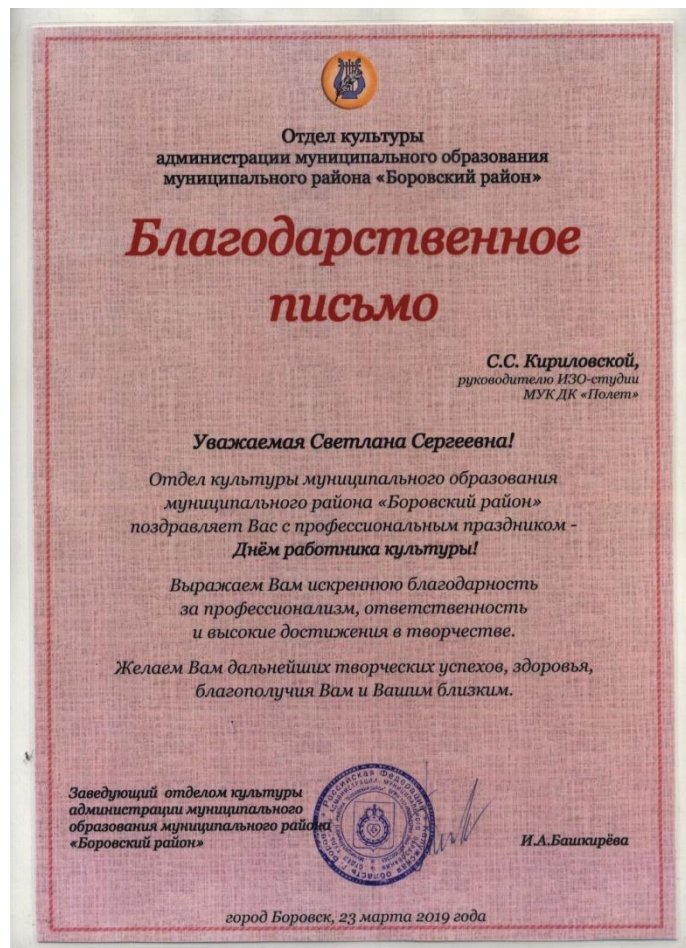 Отдел культуры
администрации муниципального образования
муниципального района «Боровский район»
Благодарственное
письмо
С.С. Кириловской,
руководителю ИЗО-студии
МУК ДК «Полет»
Уважаемая Светлана Сергеевна!
Отдел культуры муниципального образования
муниципального района «Боровский район»
поздравляет Вас с профессиональным праздником -
Днём работника культуры!
Выражаем Вам искреннюю благодарность
за профессионализм, ответственность
и высокие достижения в творчестве.
Желаем Вам дальнейших творческих успехов, здоровья,
благополучия Вам и Вашим близким.
Заведующий отделом культуры
администрации муниципального
образования муниципального района
«Боровский район»
Российская Федерация
И.А.Башкирёва
город Боровск, 23 марта 2019 года